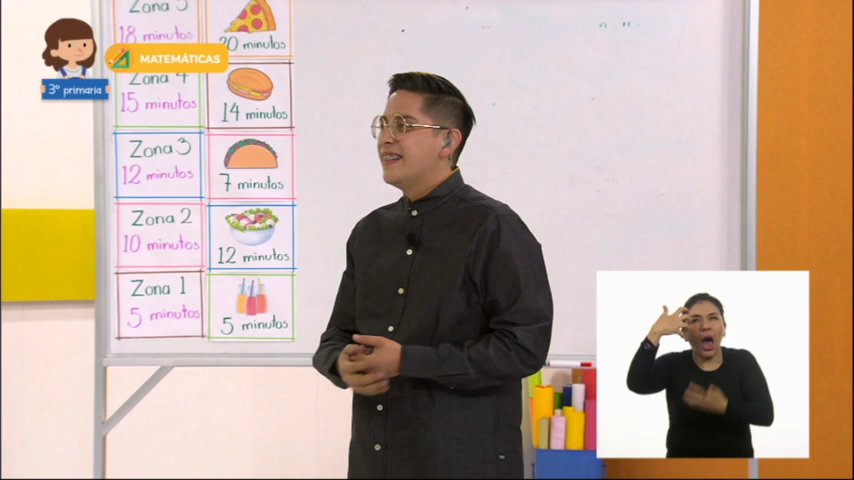 Zona 5
18 minutos
20 minutos
MATEMÁTICAS
3° primaria
Zona 4
15 minutos
14 minutos
Zona 3
12 minutos
7 minutos
Zona 2
10 minutos
12 minutos
Zona 1
5 minutos
5 minutos